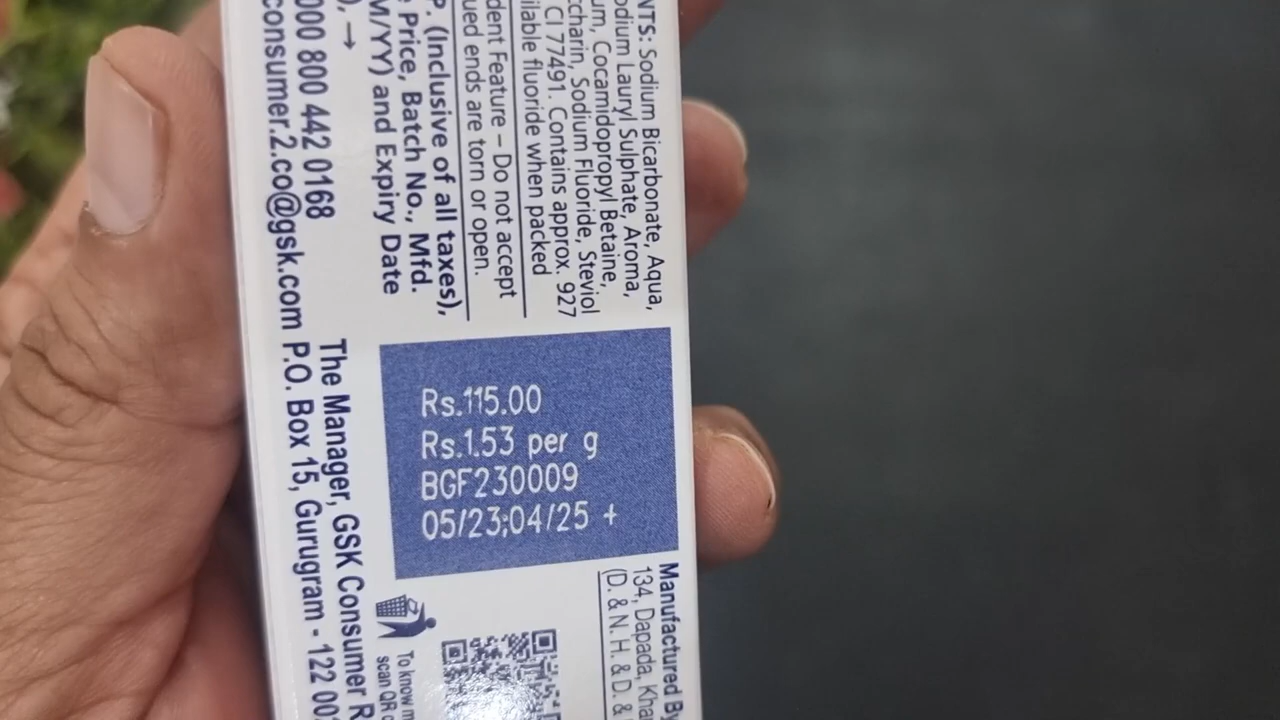 NTS: Sodium Bicarbonate, Aqua,
odium Lauryl Sulphate, Aroma,
um, Cocamidopropyl Betaine,
ccharin, Sodium Fluoride, Steviol
CI 77491. Contains approx. 927
ilable fluoride when packed
dent Feature – Do not accept
ued ends are torn or open.
P. (Inclusive of all taxes),
Price, Batch No., Mfd.
M/YY) and Expiry Date
). →
000 800 442 0168
consumer.2.co@gsk.com
The Manager, GSK Consumer R
P.O. Box 15, Gurugram - 122 00
Rs.115.00
Rs.1.53 per g
BGF230009
05/23;04/25 +
Manufactured By
134, Dapada, Kha
(D. & N. H. & D. &
To know m
scan QR c